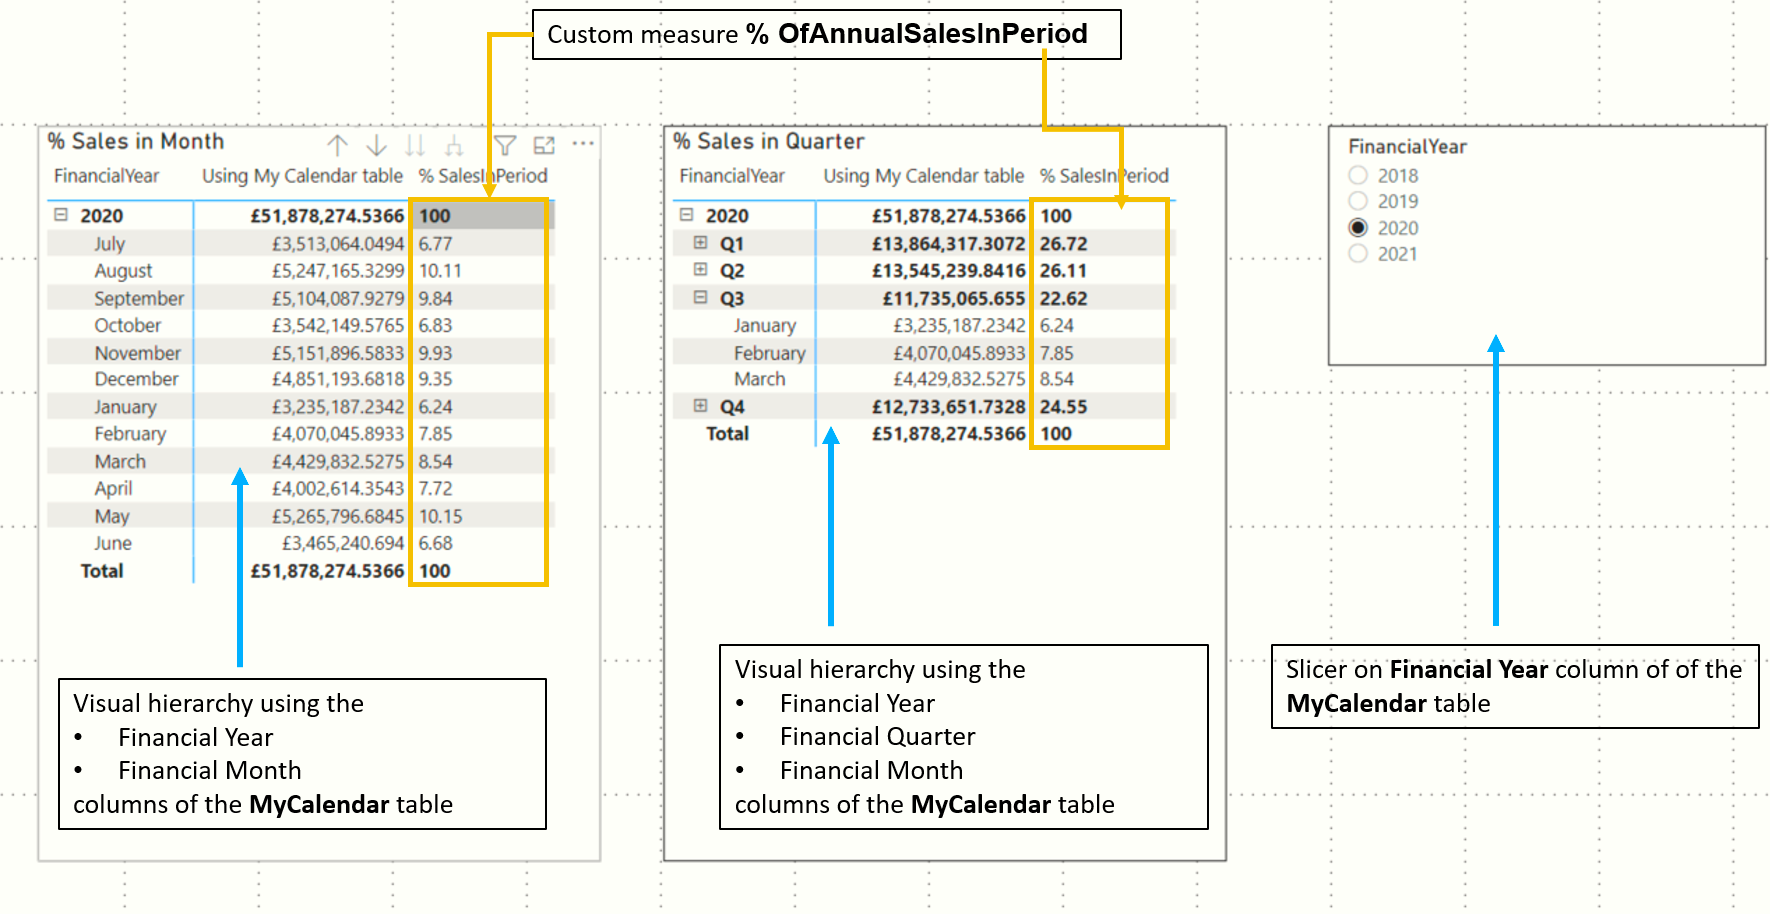 Custom measure % OfAnnualSalesInPeriod
% Sales in Month
FinancialYear Using My Calendar table % SalesInPeriod
2020 £51,878,274.5366 100
July £3,513,064.0494 6.77
August £5,247,165.3299 10.11
September £5,104,087.9279 9.84
October £3,542,149.5765 6.83
November £5,151,896.5833 9.93
December £4,851,193.6818 9.35
January £3,235,187.2342 6.24
February £4,070,045.8933 7.85
March £4,429,832.5275 8.54
April £4,002,614.3543 7.72
May £5,265,796.6845 10.15
June £3,465,240.694 6.68
Total £51,878,274.5366 100
% Sales in Quarter
FinancialYear Using My Calendar table % SalesInPeriod
2020 £51,878,274.5366 100
Q1 £13,864,317.3072 26.72
Q2 £13,545,239.8416 26.11
Q3 £11,735,065.655 22.62
January £3,235,187.2342 6.24
February £4,070,045.8933 7.85
March £4,429,832.5275 8.54
Q4 £12,733,651.7328 24.55
Total £51,878,274.5366 100
FinancialYear
2018
2019
2020
2021
Visual hierarchy using the
• Financial Year
• Financial Month
columns of the MyCalendar table
Visual hierarchy using the
• Financial Year
• Financial Quarter
• Financial Month
columns of the MyCalendar table
Slicer on Financial Year column of of the
MyCalendar table